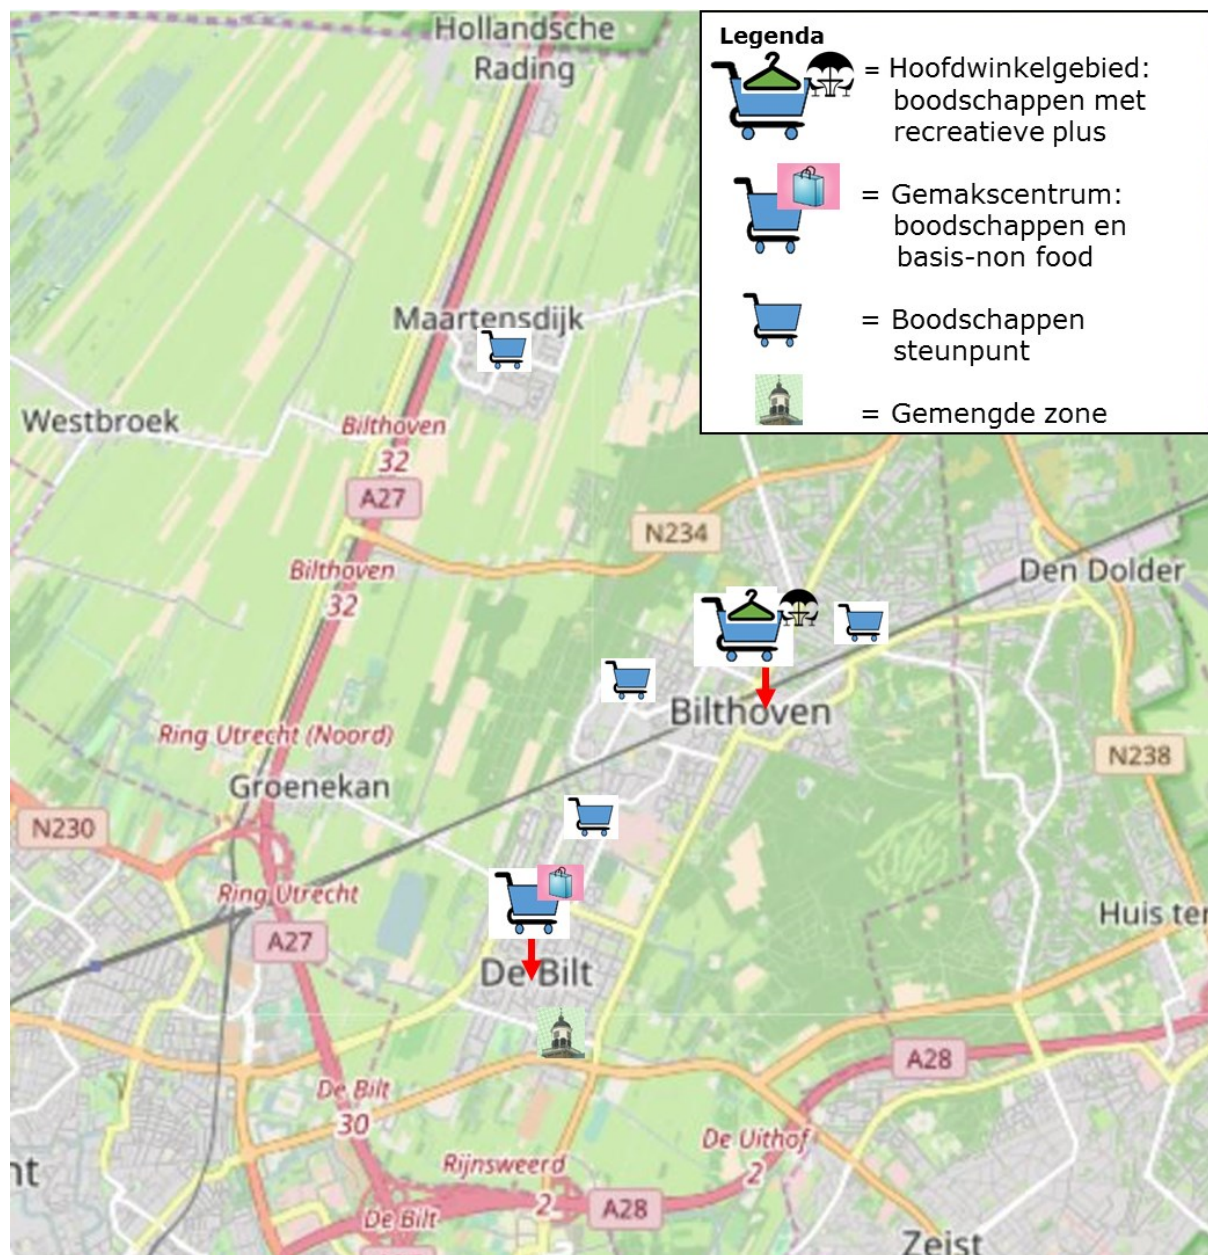 Hollandsche
Rading
Legenda
= Hoofdwinkelgebied:
boodschappen met
recreatieve plus
= Gemakscentrum:
boodschappen en
basis-non food
= Boodschappen
steunpunt
= Gemengde zone
Maartensdijk
Westbroek
Bilthoven
32
A27
N234
Bilthoven
32
Den Dolder
Bilthoven
Ring Utrecht (Noord)
N238
Groenekan
N230
Ring Utrecht
A27
Huis ter
De Bilt
A28
De Bilt
30
De Uithof
2
Rijnsweerd
2
A28
nt
De Bilt
Zeist